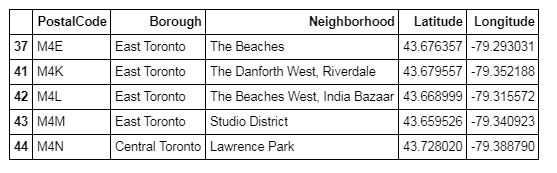 PostalCode Borough Neighborhood Latitude Longitude
37 M4E East Toronto The Beaches 43.676357 -79.293031
41 M4K East Toronto The Danforth West, Riverdale 43.679557 -79.352188
42 M4L East Toronto The Beaches West, India Bazaar 43.668999 -79.315572
43 M4M East Toronto Studio District 43.659526 -79.340923
44 M4N Central Toronto Lawrence Park 43.728020 -79.388790